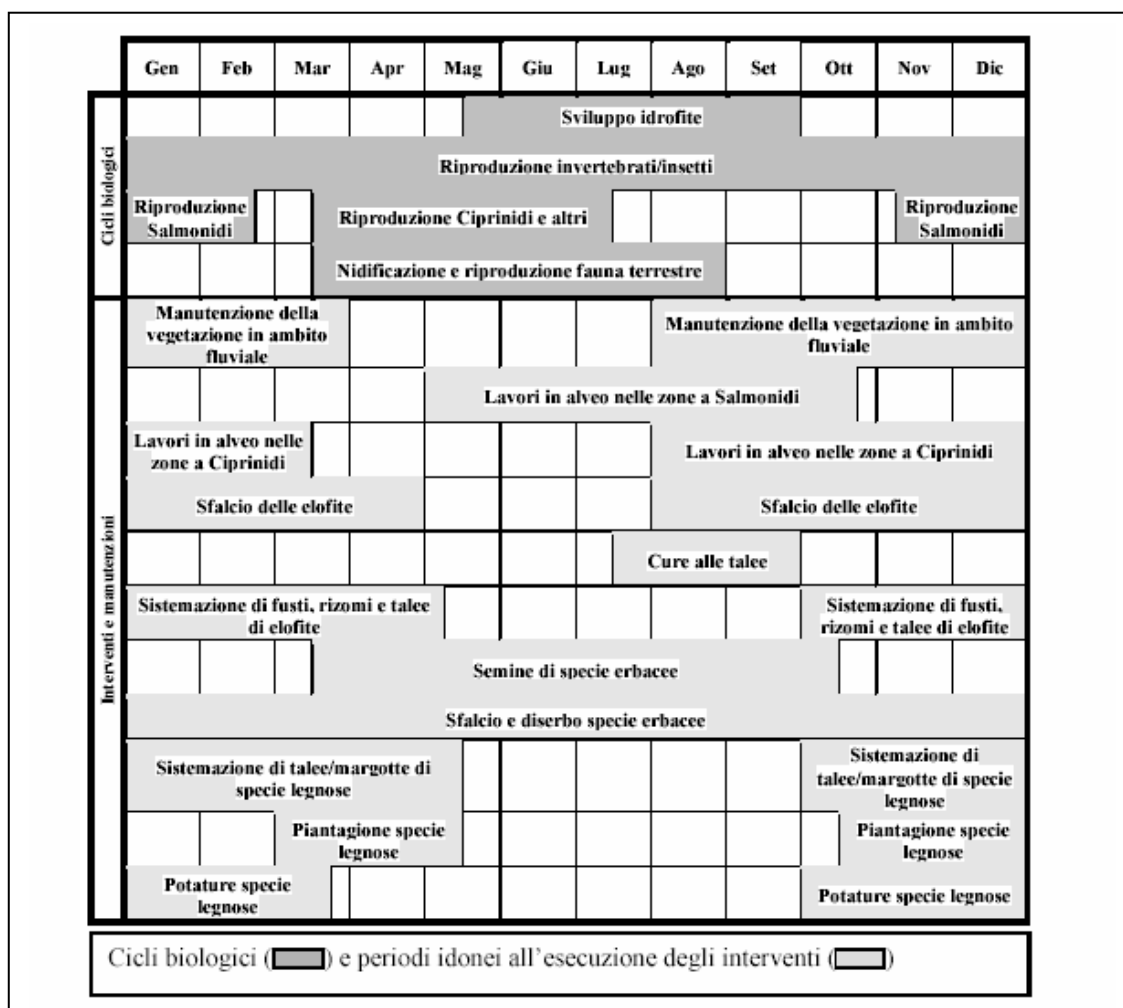 Gen Feb Mar Apr Mag Giu Lug Ago Set Ott Nov Dic
Cicli biologici
Sviluppo idrofite
Riproduzione invertebrati/insetti
Riproduzione
Salmonidi
Riproduzione Ciprinidi e altri
Riproduzione
Salmonidi
Nidificazione e riproduzione fauna terrestre
Interventi e manutenzioni
Manutenzione della
vegetazione in ambito
fluviale
Manutenzione della vegetazione in ambito
fluviale
Lavori in alveo nelle zone a Salmonidi
Lavori in alveo nelle
zone a Ciprinidi
Lavori in alveo nelle zone a Ciprinidi
Sfalcio delle elofite
Sfalcio delle elofite
Cure alle talee
Sistemazione di fusti, rizomi e talee
di elofite
Sistemazione di fusti,
rizomi e talee di elofite
Semine di specie erbacee
Sfalcio e diserbo specie erbacee
Sistemazione di talee/margotte di
specie legnose
Sistemazione di
talee/margotte di specie
legnose
Piantagione specie
legnose
Piantagione specie
legnose
Potature specie
legnose
Potature specie legnose
Cicli biologici ( ) e periodi idonei all'esecuzione degli interventi ( )